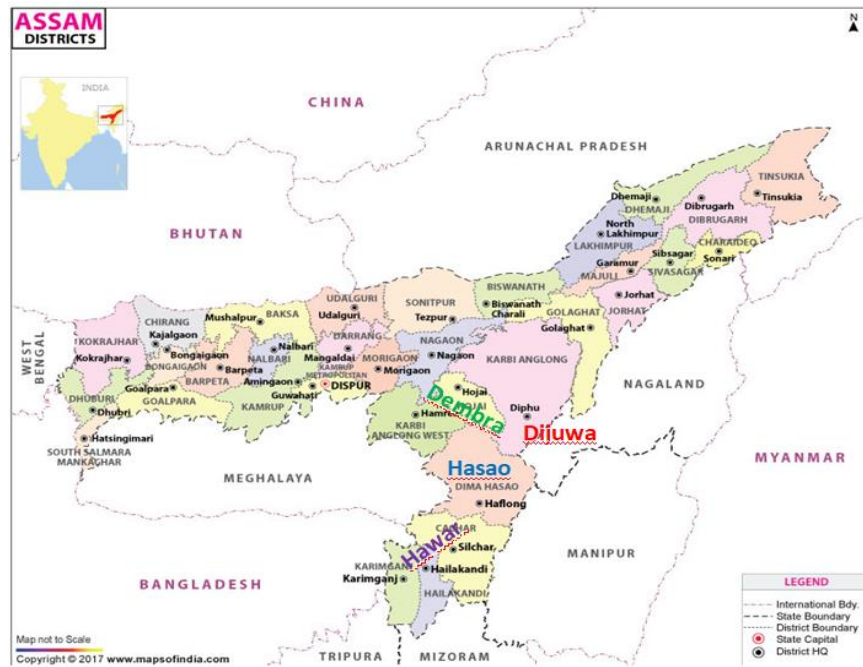 ASSAM
DISTRICTS
N
INDIA
CHINA
ARUNACHAL PRADESH
BHUTAN
WEST
BENGAL
TINSUKIA
Tinsukia
Dhemaji
DHEMAJI
Dibrugarh
DIBRUGARH
North
Lakhimpur
LAKHIMPUR
CHARAIDEO
Sonari
Sibsagar
SIVASAGAR
Garamur
MAJULI
Jorhat
JORHAT
BISWANATH
Biswanath
Charali
GOLAGHAT
Golaghat
SONITPUR
Tezpur
UDALGURI
Udalguri
BAKSA
Mushalpur
CHIRANG
Kajalgaon
KOKRAJHAR
Kokrajhar
Bongaigaon
BONGAIGAON
Barpeta
BARPETA
Nalbari
NALBARI
DARRANG
Mangaldai
KAMRUP
METROPOLITAN
DISPUR
Amingaon
Guwahati
KAMRUP
MORIGAON
Morigaon
NAGAON
Nagaon
KARBI ANGLONG
Diphu
Hojai
Goalpara
GOALPARA
DHUBURI
Dhubri
Hatsingimari
SOUTH SALMARA
MANKACHAR
KARBI
ANGLONG WEST
Dembra
Dijuwa
Hasao
DIMA HASAO
Haflong
Hawar
Silchar
Karimganj
Hailakandi
HAILAKANDI
NAGALAND
MYANMAR
MEGHALAYA
BANGLADESH
MANIPUR
TRIPURA
MIZORAM
LEGEND
International Bdy.
State Boundary
District Boundary
State Capital
District HQ
Map not to Scale
Copyright © 2017 www.mapsofindia.com